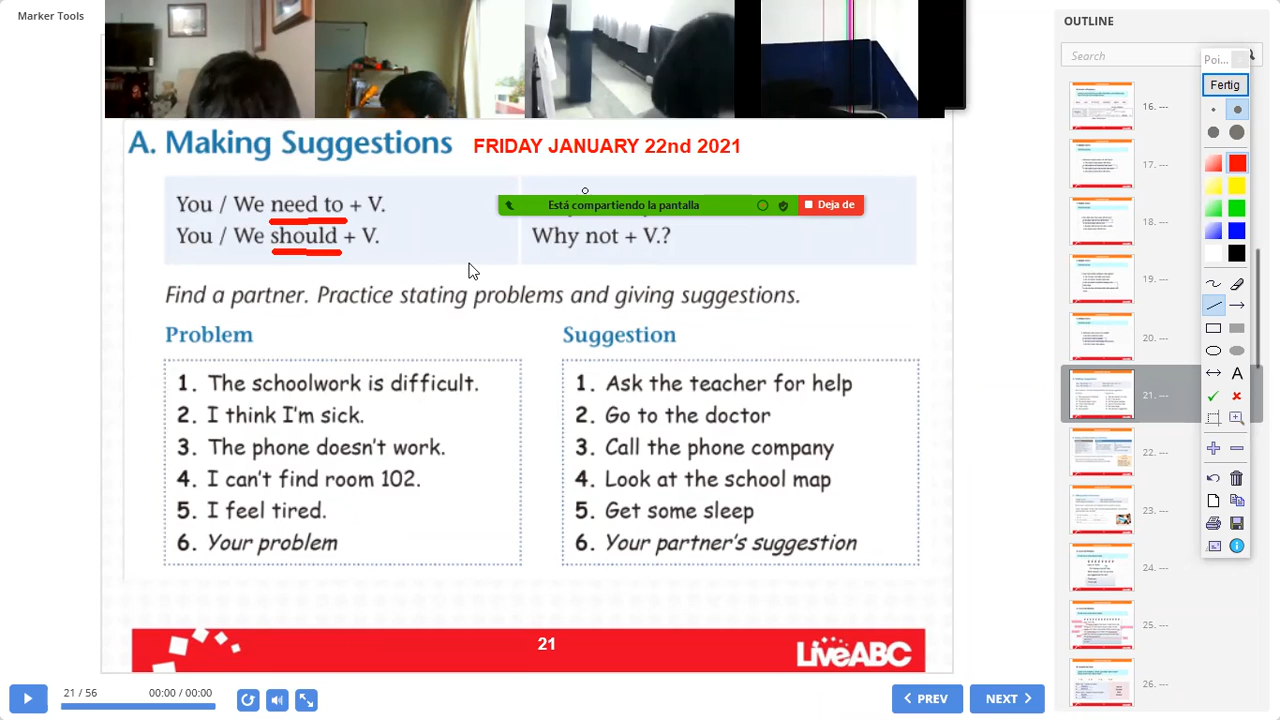 Marker Tools
OUTLINE
Search
Poi...
Fertig
A. Making Suggestions
FRIDAY JANUARY 22nd 2021
You / We need to + V.
You / We should + V.
Está compartiendo la pantalla
Deja de
Why not + V.?
Find a partner. Practice stating problems and giving suggestions.
Problem
1. The schoolwork is difficult.
2. I think I'm sick.
3. The phone doesn't work.
4. I can't find room 102.
5. I feel tired.
6. Your problem
Suggestion
1. Ask the teacher for help
2. Go to the doctor
3. Call the phone company
4. Look at the school map
5. Get some sleep
6. Your partner's suggestion
21
LiveABC
16. ---
17. ---
18. ---
19. ---
20. ---
21. ---
22. ---
23. ---
24. ---
25. ---
26. ---
A
21 / 56
00:00 / 00:00
PREV
NEXT